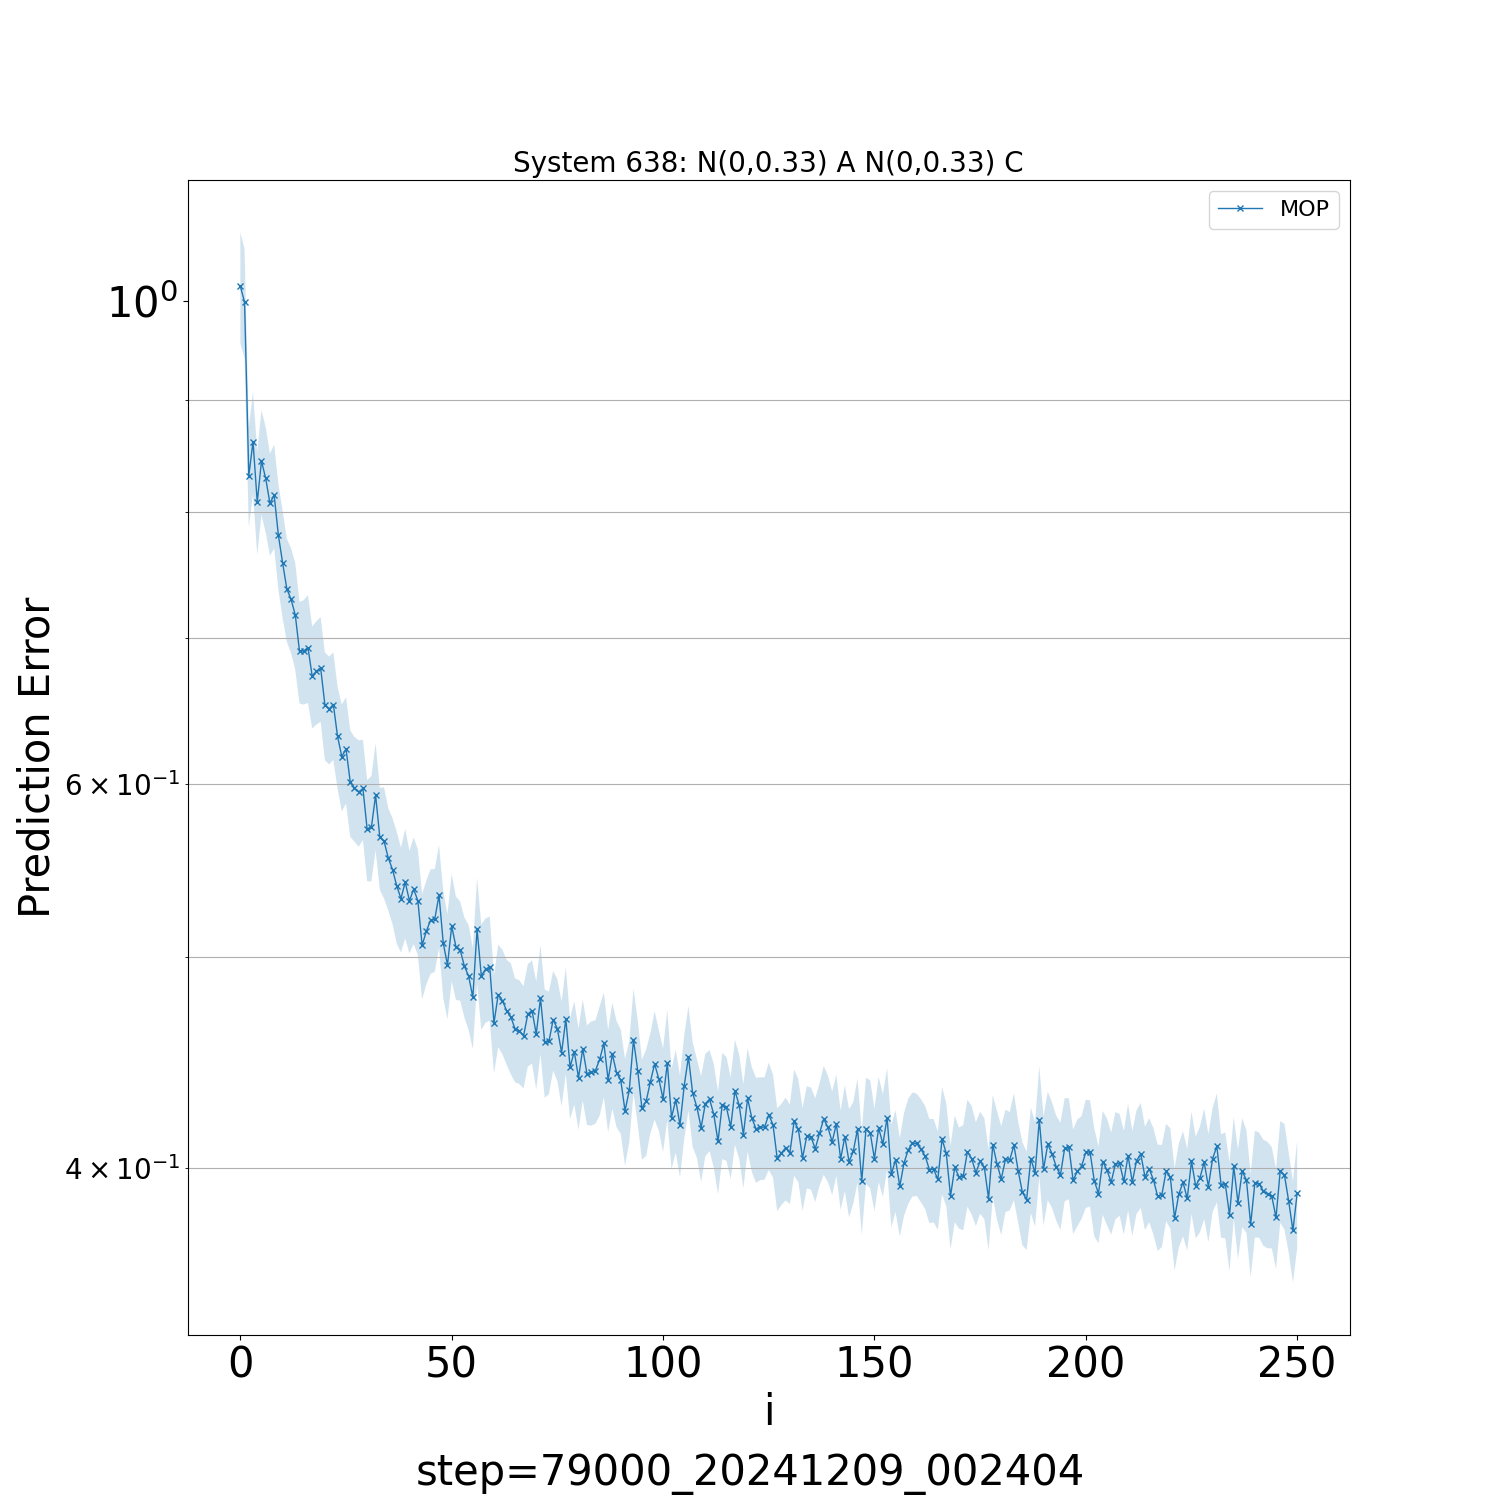 System 638: N(0,0.33) A N(0,0.33) C
MOP
10⁰
6 × 10⁻¹
4 × 10⁻¹
Prediction Error
0 50 100 150 200 250
i
step=79000_20241209_002404